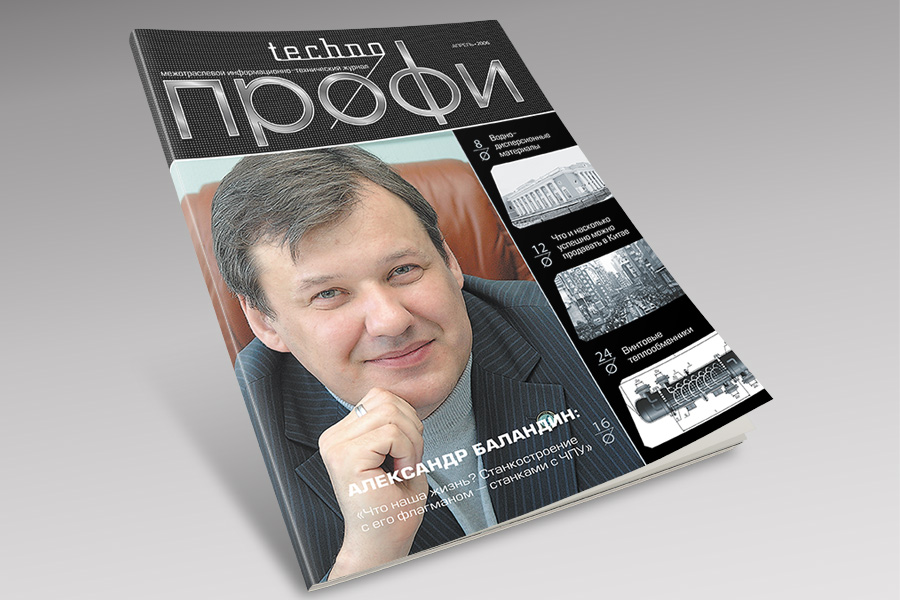 techno
АПРЕЛЬ•2006
межотраслевой информационно-технический журнал
профи
8
Водно-
дисперсионные
материалы
12
Что и насколько
успешно можно
продавать в Китае
24
Винтовые
теплообменники
АЛЕКСАНДР БАЛАНДИН:
16
«Что наша жизнь? Станкостроение
с его флагманом – станками с ЧПУ»